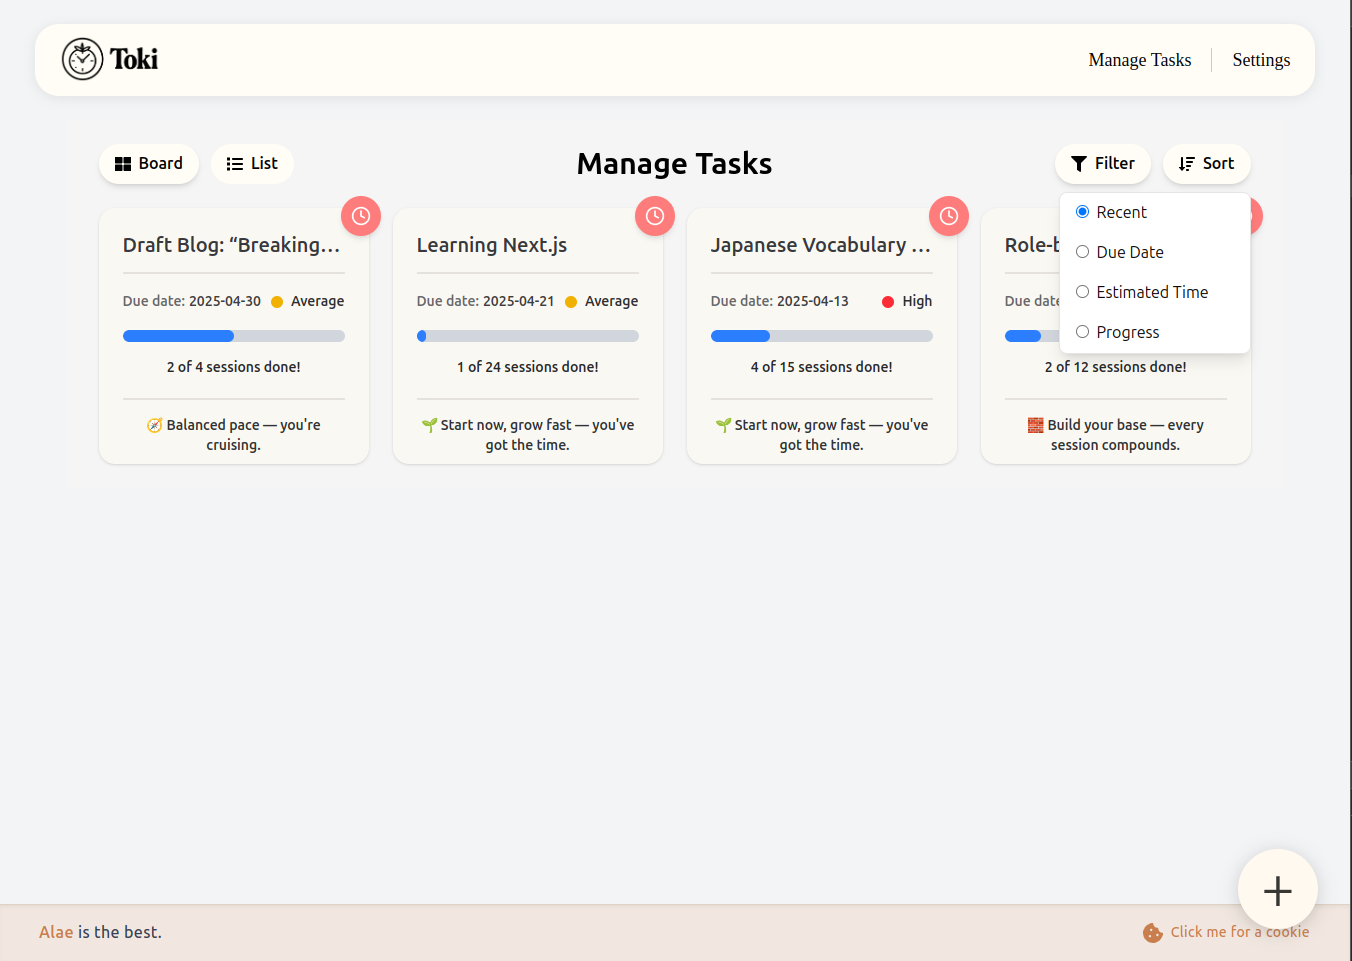 Toki
Manage Tasks
Settings
Board
List
Manage Tasks
Filter
Sort
Recent
Due Date
Estimated Time
Progress
Draft Blog: “Breaking...
Due date: 2025-04-30
Average
2 of 4 sessions done!
🧭 Balanced pace — you're
cruising.
Learning Next.js
Due date: 2025-04-21
Average
1 of 24 sessions done!
🌱 Start now, grow fast — you've
got the time.
Japanese Vocabulary ...
Due date: 2025-04-13
High
4 of 15 sessions done!
🌱 Start now, grow fast — you've
got the time.
Due
2 of 12 sessions done!
🧱 Build your base — every
session compounds.
Alae is the best.
Click me for a cookie